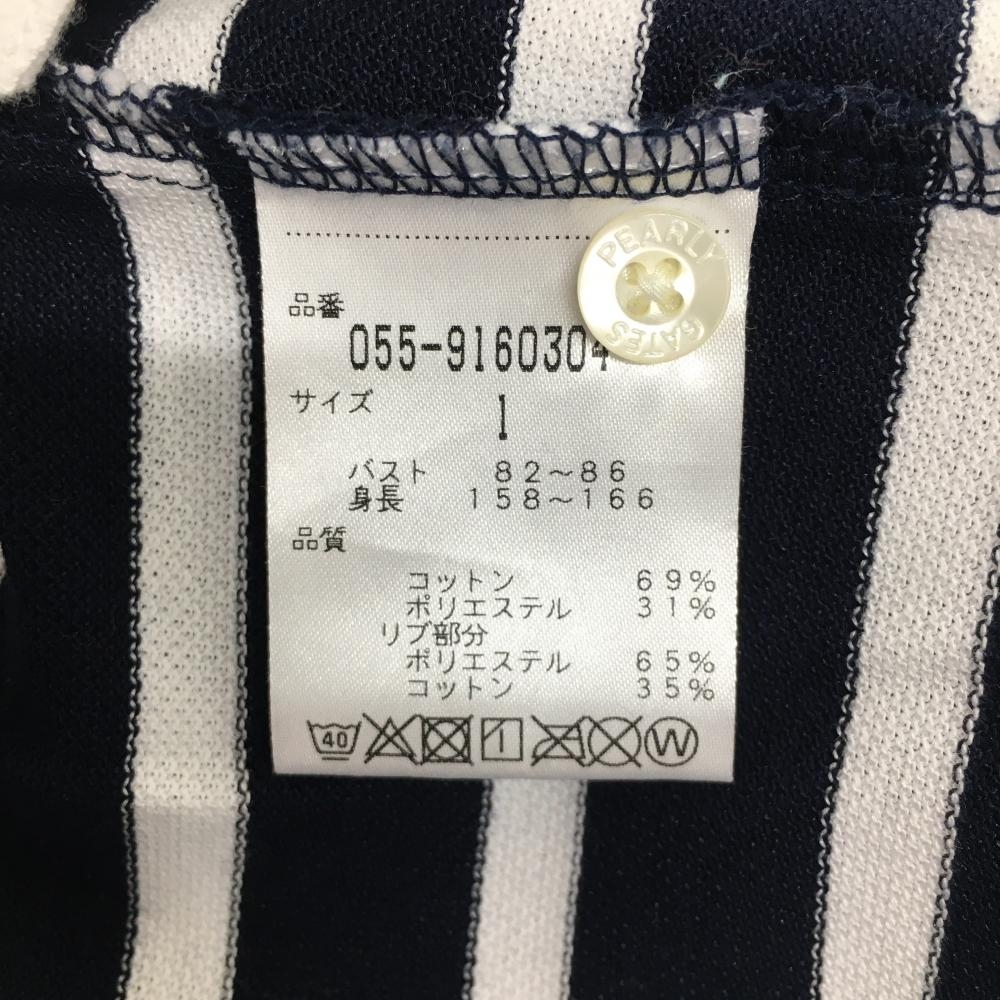 PEARLY
GATES
品番
055-9160304
サイズ
1
バスト 82～86
身長 158～166
品質
コットン 69%
ポリエステル 31%
リブ部分
ポリエステル 65%
コットン 35%
40 1 W